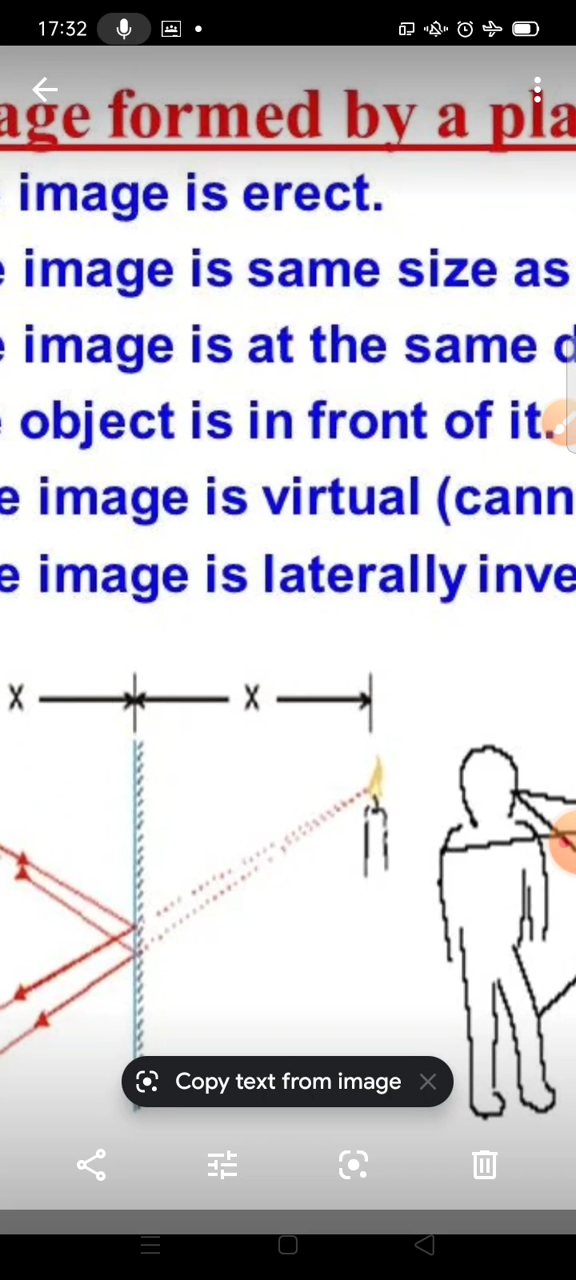 17:32
age formed by a pla
image is erect.
e image is same size as
e image is at the same d
object is in front of it.
e image is virtual (cann
e image is laterally inve
X X
Copy text from image